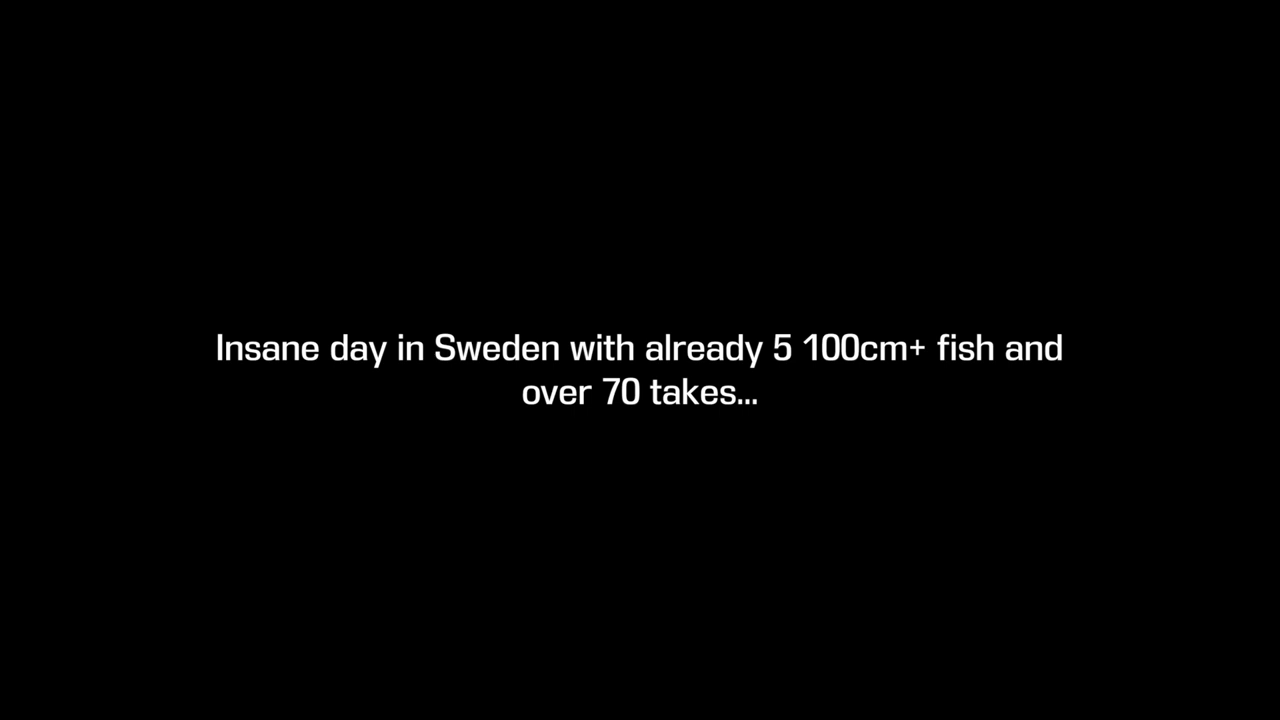 Insane day in Sweden with already 5 100cm+ fish and
over 70 takes...